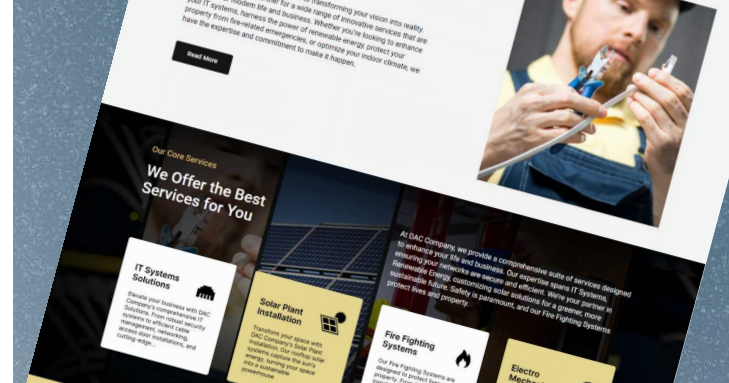 transforming your vision into reality.
for a wide range of innovative services that are
modern life and business. Whether you're looking to enhance
your IT systems, harness the power of renewable energy, protect your
property from fire-related emergencies, or optimize your indoor climate, we
have the expertise and commitment to make it happen.
Read More
Our Core Services
We Offer the Best
Services for You
At DAC Company, we provide a comprehensive suite of services designed
to enhance your life and business. Our expertise spans IT Systems,
ensuring your networks are secure and efficient. We're your partner in
Renewable Energy, customizing solar solutions for a greener, more
sustainable future. Safety is paramount, and our Fire Fighting Systems
protect lives and property.
IT Systems
Solutions
Elevate your business with DAC
Company's comprehensive IT
Solutions. From robust security
systems to efficient cable
management, networking,
access door installations, and
cutting-edge...
Solar Plant
Installation
Transform your space with
DAC Company's Solar Plant
Installation. Our rooftop solar
systems capture the sun's
energy, turning your space
into a sustainable
powerhouse
Fire Fighting
Systems
Our Fire Fighting Systems are
designed to protect
property. From
Electro